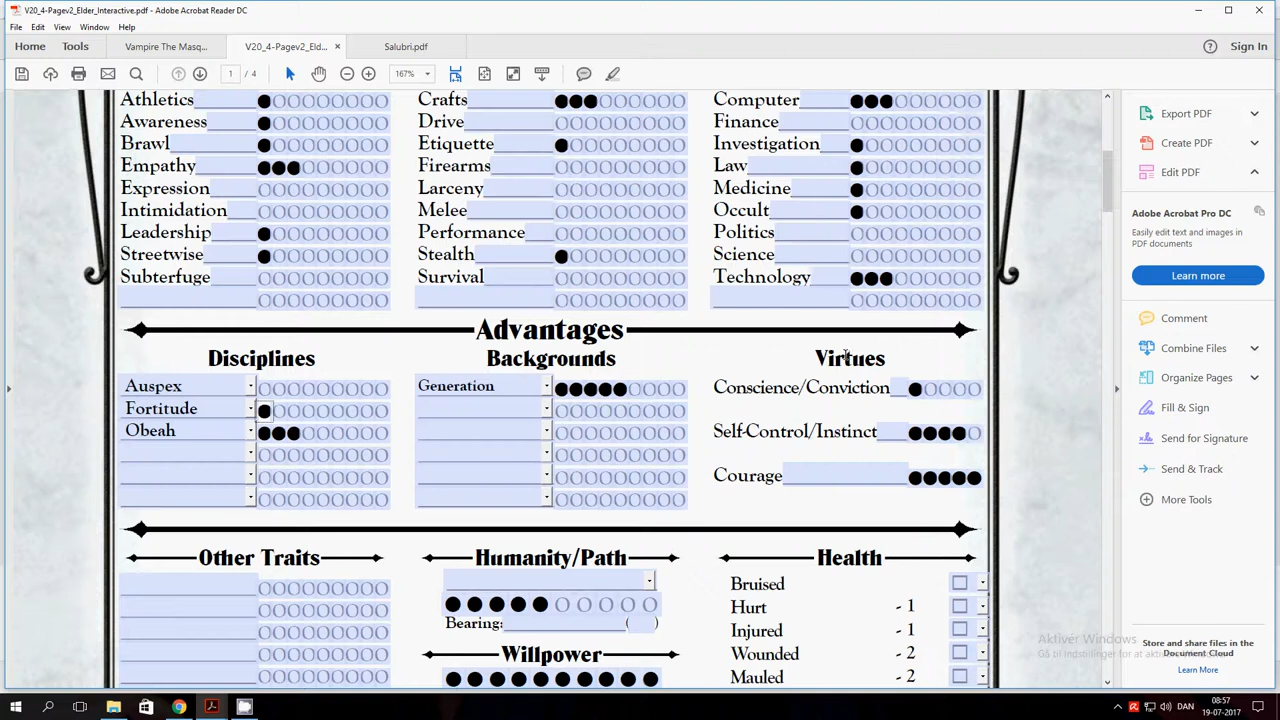 V20_4-Pagev2_Elder_Interactive.pdf - Adobe Acrobat Reader DC
File Edit View Window Help
Home Tools Vampire The Masq... V20_4-Pagev2_Eld... × Salubri.pdf Sign In
1 / 4 167%
Athletics Crafts Computer
Awareness Drive Finance
Brawl Etiquette Investigation
Empathy Firearms Law
Expression Larceny Medicine
Intimidation Melee Occult
Leadership Performance Politics
Streetwise Stealth Science
Subterfuge Survival Technology
Advantages
Disciplines Backgrounds Virtues
Auspex Generation Conscience/Conviction
Fortitude
Obeah Self-Control/Instinct
Courage
Other Traits Humanity/Path Health
Bruised
Hurt - 1
Bearing: ( )
Injured - 1
Willpower Wounded - 2
Mauled - 2
Export PDF
Create PDF
Edit PDF
Adobe Acrobat Pro DC
Easily edit text and images in
PDF documents
Learn more
Comment
Combine Files
Organize Pages
Fill & Sign
Send for Signature
Send & Track
More Tools
Aktivér Windows
Gå til Indstillinger for at aktiv
Store and share files in the
Document Cloud
Learn More
DAN 08:57
19-07-2017